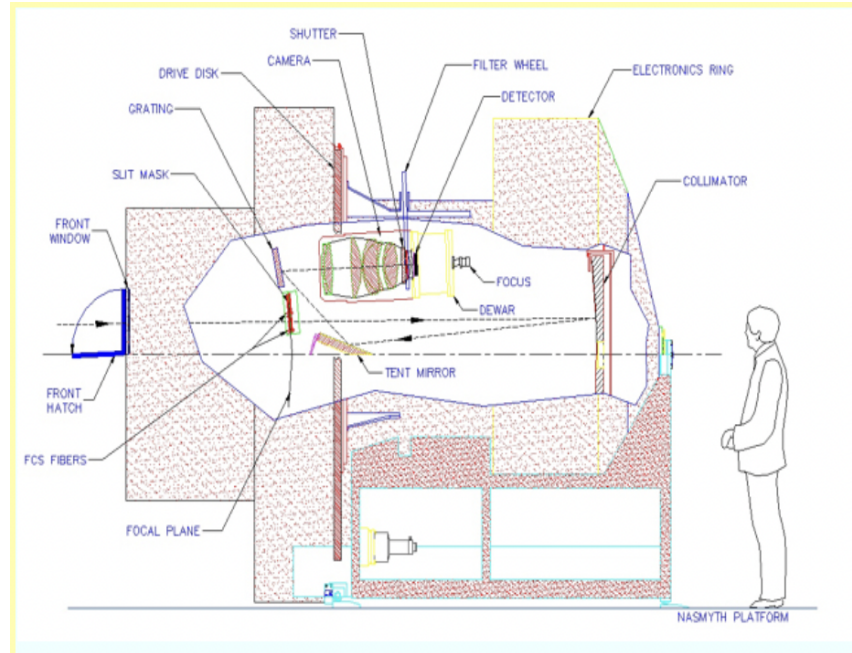 SHUTTER
CAMERA
FILTER WHEEL
DRIVE DISK
ELECTRONICS RING
DETECTOR
GRATING
SLIT MASK
COLLIMATOR
FRONT
WINDOW
FOCUS
DEWAR
TENT MIRROR
FRONT
HATCH
FCS FIBERS
FOCAL PLANE
NASMYTH PLATFORM